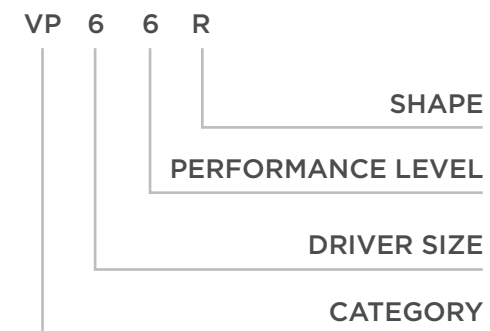 VP 6 6 R
SHAPE
PERFORMANCE LEVEL
DRIVER SIZE
CATEGORY